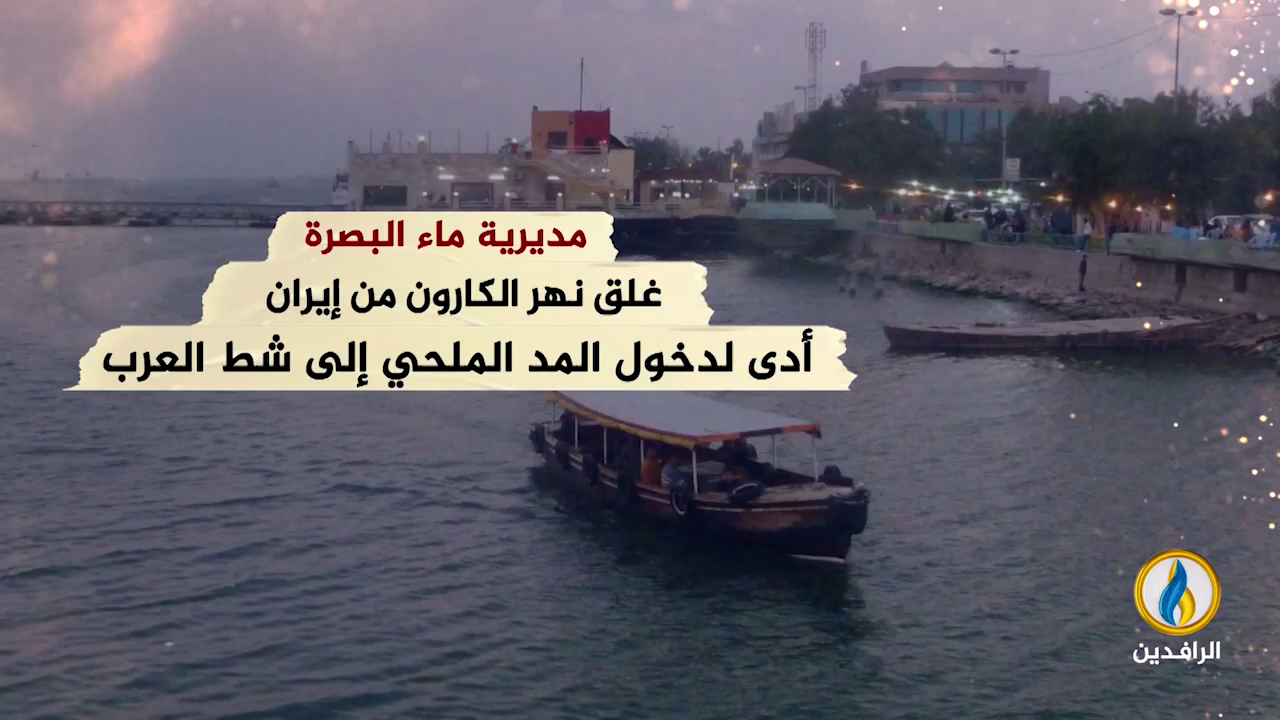 مديرية ماء البصرة
غلق نهر الكارون من إيران
أدى لدخول المد الملحي إلى شط العرب
الرافدين